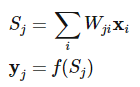 S_j = \sum_i W_{ji} \mathbf{x}_i
\mathbf{y}_j = f(S_j)